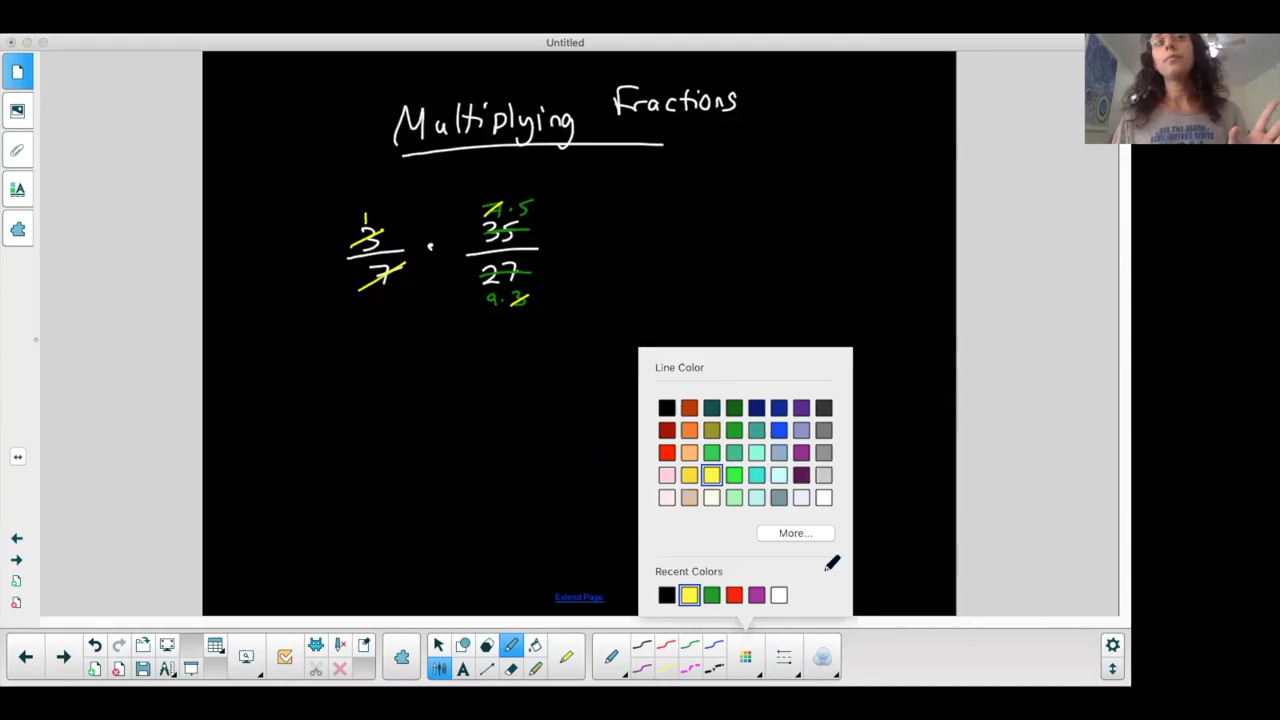 Untitled
Multiplying Fractions
1
7 · 5
3 · 35
7 27
9 · 3
Line Color
More...
Recent Colors
Extend Page
A